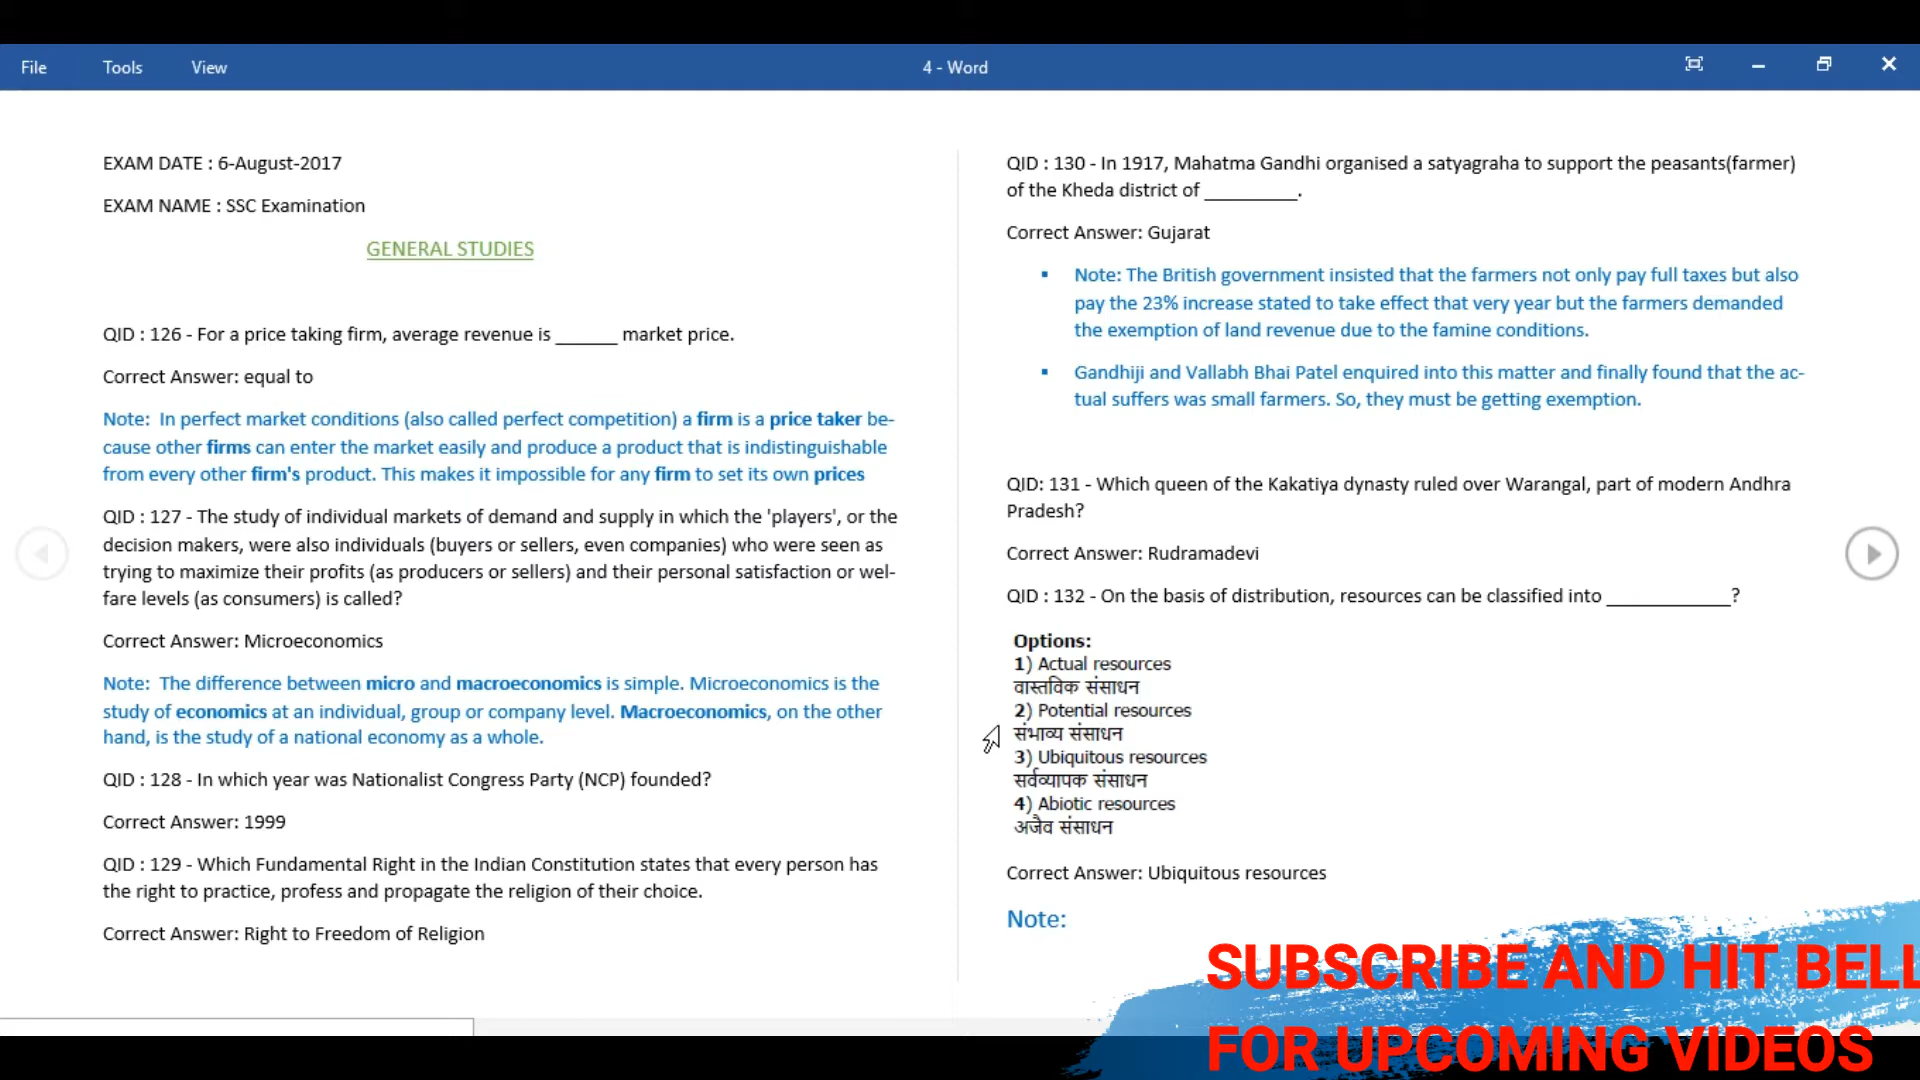 File Tools View 4 - Word
EXAM DATE : 6-August-2017
EXAM NAME : SSC Examination
GENERAL STUDIES
QID : 126 - For a price taking firm, average revenue is ______ market price.
Correct Answer: equal to
Note:  In perfect market conditions (also called perfect competition) a firm is a price taker be-
cause other firms can enter the market easily and produce a product that is indistinguishable
from every other firm's product. This makes it impossible for any firm to set its own prices
QID : 127 - The study of individual markets of demand and supply in which the 'players', or the
decision makers, were also individuals (buyers or sellers, even companies) who were seen as
trying to maximize their profits (as producers or sellers) and their personal satisfaction or wel-
fare levels (as consumers) is called?
Correct Answer: Microeconomics
Note:  The difference between micro and macroeconomics is simple. Microeconomics is the
study of economics at an individual, group or company level. Macroeconomics, on the other
hand, is the study of a national economy as a whole.
QID : 128 - In which year was Nationalist Congress Party (NCP) founded?
Correct Answer: 1999
QID : 129 - Which Fundamental Right in the Indian Constitution states that every person has
the right to practice, profess and propagate the religion of their choice.
Correct Answer: Right to Freedom of Religion
QID : 130 - In 1917, Mahatma Gandhi organised a satyagraha to support the peasants(farmer)
of the Kheda district of _________.
Correct Answer: Gujarat
▪ Note: The British government insisted that the farmers not only pay full taxes but also
pay the 23% increase stated to take effect that very year but the farmers demanded
the exemption of land revenue due to the famine conditions.
▪ Gandhiji and Vallabh Bhai Patel enquired into this matter and finally found that the ac-
tual suffers was small farmers. So, they must be getting exemption.
QID: 131 - Which queen of the Kakatiya dynasty ruled over Warangal, part of modern Andhra
Pradesh?
Correct Answer: Rudramadevi
QID : 132 - On the basis of distribution, resources can be classified into ____________?
Options:
1) Actual resources
वास्तविक संसाधन
2) Potential resources
संभाव्य संसाधन
3) Ubiquitous resources
सर्वव्यापक संसाधन
4) Abiotic resources
अजैव संसाधन
Correct Answer: Ubiquitous resources
Note:
SUBSCRIBE AND HIT BELL
FOR UPCOMING VIDEOS